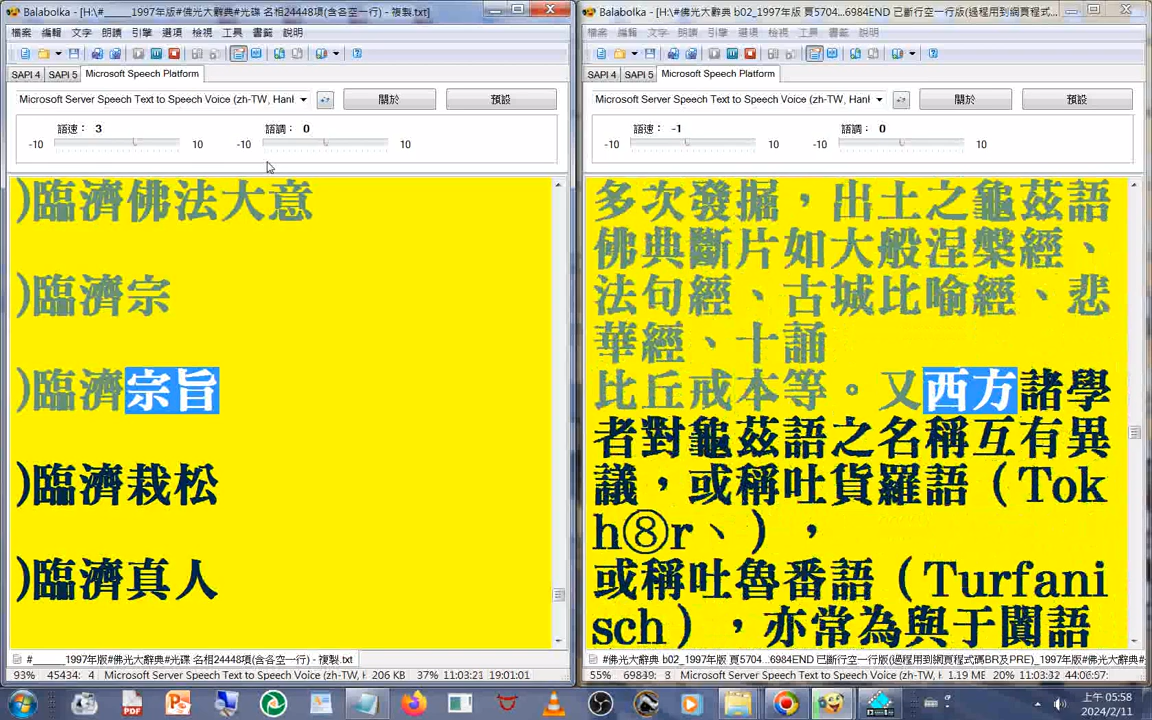 Balabolka - [H:\#_____1997年版#佛光大辭典#光碟 名相24448項(含各空一行) - 複製.txt]
檔案 編輯 文字 朗讀 引擎 選項 檢視 工具 書籤 說明
SAPI 4 SAPI 5 Microsoft Speech Platform
Microsoft Server Speech Text to Speech Voice (zh-TW, Hanl 關於 預設
語速： 3 語調： 0
-10 10 -10 10
)臨濟佛法大意
)臨濟宗
)臨濟宗旨
)臨濟栽松
)臨濟真人
#_____1997年版#佛光大辭典#光碟 名相24448項(含各空一行) - 複製.txt
93% 45434: 4 Microsoft Server Speech Text to Speech Voice (zh-TW, H 206 KB 37% 11:03:21 19:01:01
Balabolka - [H:\#佛光大辭典 b02_1997年版 頁5704...6984END 已斷行空一行版(過程用到網頁程式...
檔案 編輯 文字 朗讀 引擎 選項 檢視 工具 書籤 說明
SAPI 4 SAPI 5 Microsoft Speech Platform
Microsoft Server Speech Text to Speech Voice (zh-TW, Hanl 關於 預設
語速： -1 語調： 0
-10 10 -10 10
多次發掘，出土之龜茲語
佛典斷片如大般涅槃經、
法句經、古城比喻經、悲
華經、十誦
比丘戒本等。又西方諸學
者對龜茲語之名稱互有異
議，或稱吐貨羅語（Tok
h⑧r、），
或稱吐魯番語（Turfani
sch），亦常為與于闐語
#佛光大辭典 b02_1997年版 頁5704...6984END 已斷行空一行版(過程用到網頁程式碼BR及PRE)_1997年版#佛光大辭典#
55% 69839: 8 Microsoft Server Speech Text to Speech Voice (zh-TW, H 1.19 MB 20% 11:03:32 44:06:57
上午 05:58
2024/2/11